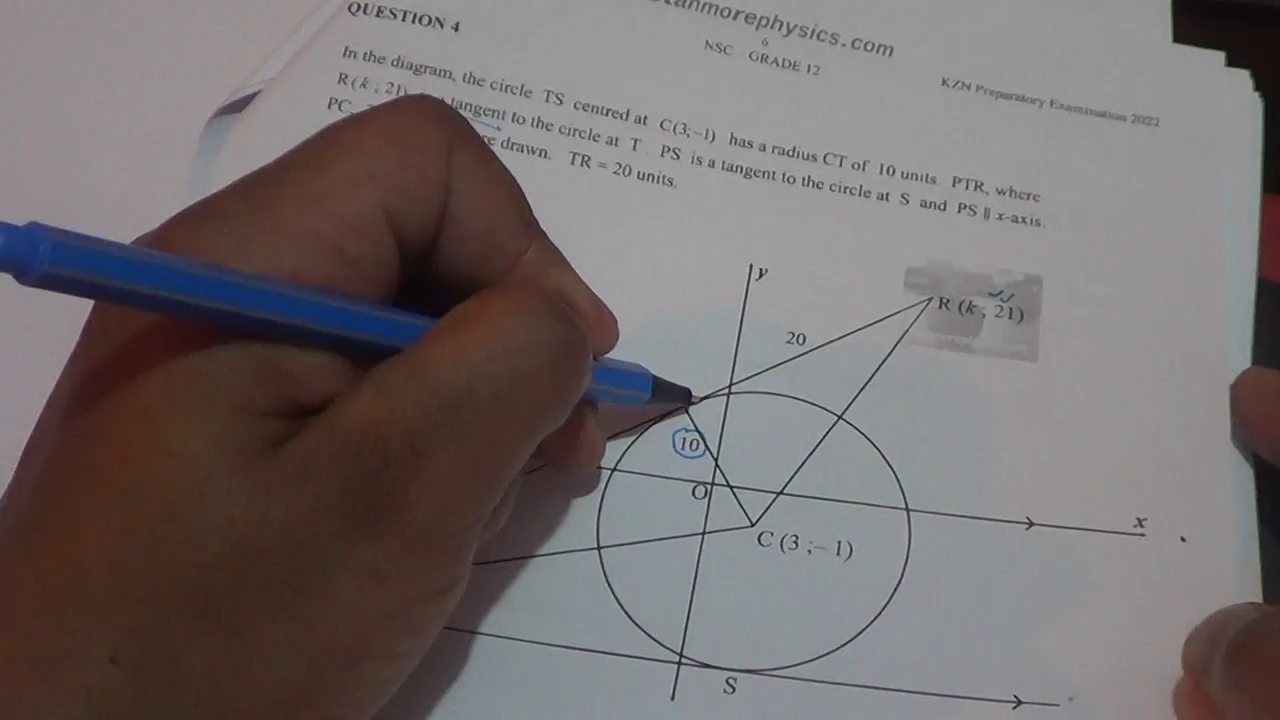 anmorephysics.com
QUESTION 4
6
NSC GRADE 12
KZN Preparatory Examination 2022
In the diagram, the circle TS centred at C(3;–1) has a radius CT of 10 units. PTR, where
R(k ; 21) tangent to the circle at T. PS is a tangent to the circle at S and PS || x-axis.
PC, drawn. TR = 20 units.
y
R (k ; 21)
20
10
O
x
C (3 ;– 1)
S